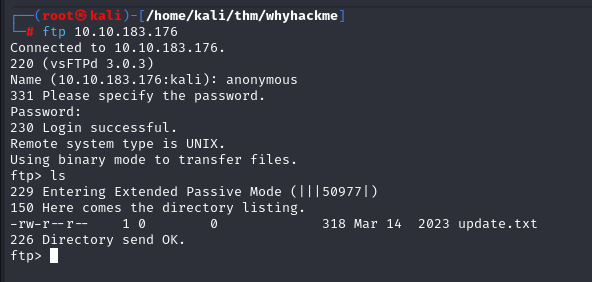 ┌──(root㉿kali)-[/home/kali/thm/whyhackme]
└─# ftp 10.10.183.176
Connected to 10.10.183.176.
220 (vsFTPd 3.0.3)
Name (10.10.183.176:kali): anonymous
331 Please specify the password.
Password:
230 Login successful.
Remote system type is UNIX.
Using binary mode to transfer files.
ftp> ls
229 Entering Extended Passive Mode (|||50977|)
150 Here comes the directory listing.
-rw-r--r--    1 0        0             318 Mar 14  2023 update.txt
226 Directory send OK.
ftp>